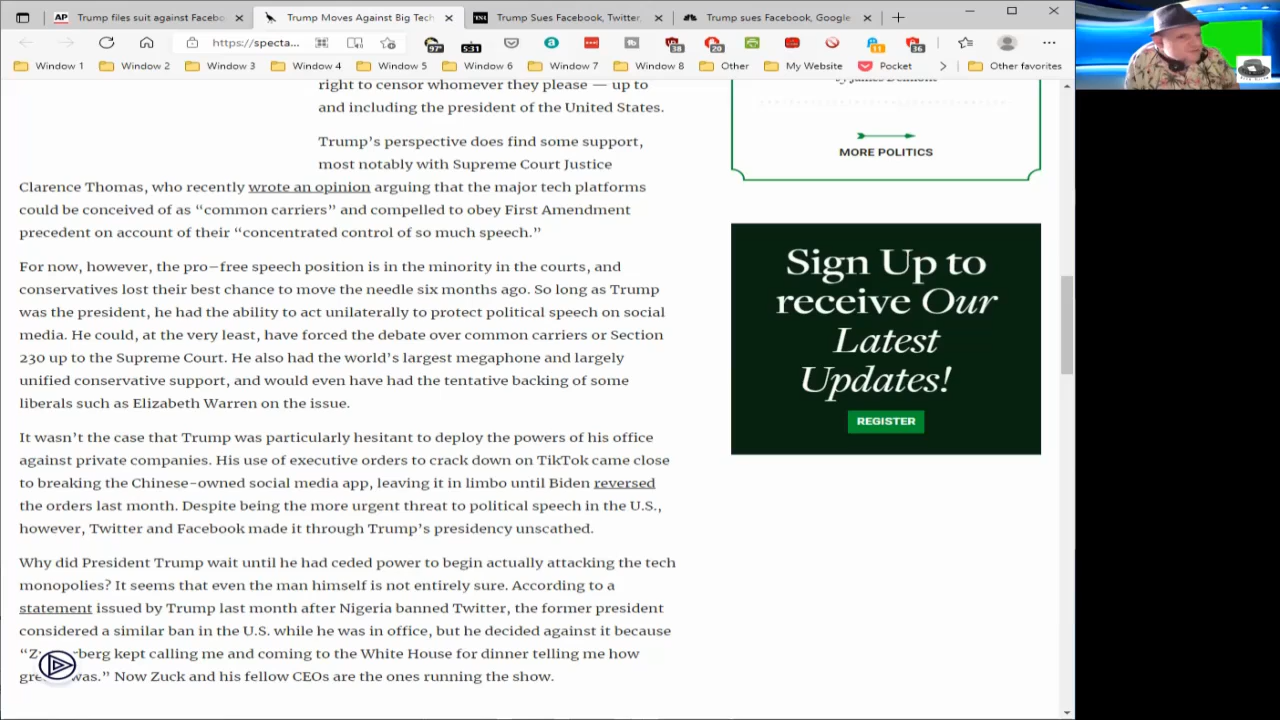 AP Trump files suit against Facebo
Trump Moves Against Big Tech
Trump Sues Facebook, Twitter,
Trump sues Facebook, Google
https://specta...
97°
5:31
38
20
11
36
Window 1
Window 2
Window 3
Window 4
Window 5
Window 6
Window 7
Window 8
Other
My Website
Pocket
Other favorites
right to censor whomever they please — up to
and including the president of the United States.
Trump’s perspective does find some support,
most notably with Supreme Court Justice
Clarence Thomas, who recently wrote an opinion arguing that the major tech platforms
could be conceived of as “common carriers” and compelled to obey First Amendment
precedent on account of their “concentrated control of so much speech.”
For now, however, the pro–free speech position is in the minority in the courts, and
conservatives lost their best chance to move the needle six months ago. So long as Trump
was the president, he had the ability to act unilaterally to protect political speech on social
media. He could, at the very least, have forced the debate over common carriers or Section
230 up to the Supreme Court. He also had the world’s largest megaphone and largely
unified conservative support, and would even have had the tentative backing of some
liberals such as Elizabeth Warren on the issue.
It wasn’t the case that Trump was particularly hesitant to deploy the powers of his office
against private companies. His use of executive orders to crack down on TikTok came close
to breaking the Chinese-owned social media app, leaving it in limbo until Biden reversed
the orders last month. Despite being the more urgent threat to political speech in the U.S.,
however, Twitter and Facebook made it through Trump’s presidency unscathed.
Why did President Trump wait until he had ceded power to begin actually attacking the tech
monopolies? It seems that even the man himself is not entirely sure. According to a
statement issued by Trump last month after Nigeria banned Twitter, the former president
considered a similar ban in the U.S. while he was in office, but he decided against it because
berg kept calling me and coming to the White House for dinner telling me how
was.” Now Zuck and his fellow CEOs are the ones running the show.
MORE POLITICS
Sign Up to
receive Our
Latest
Updates!
REGISTER